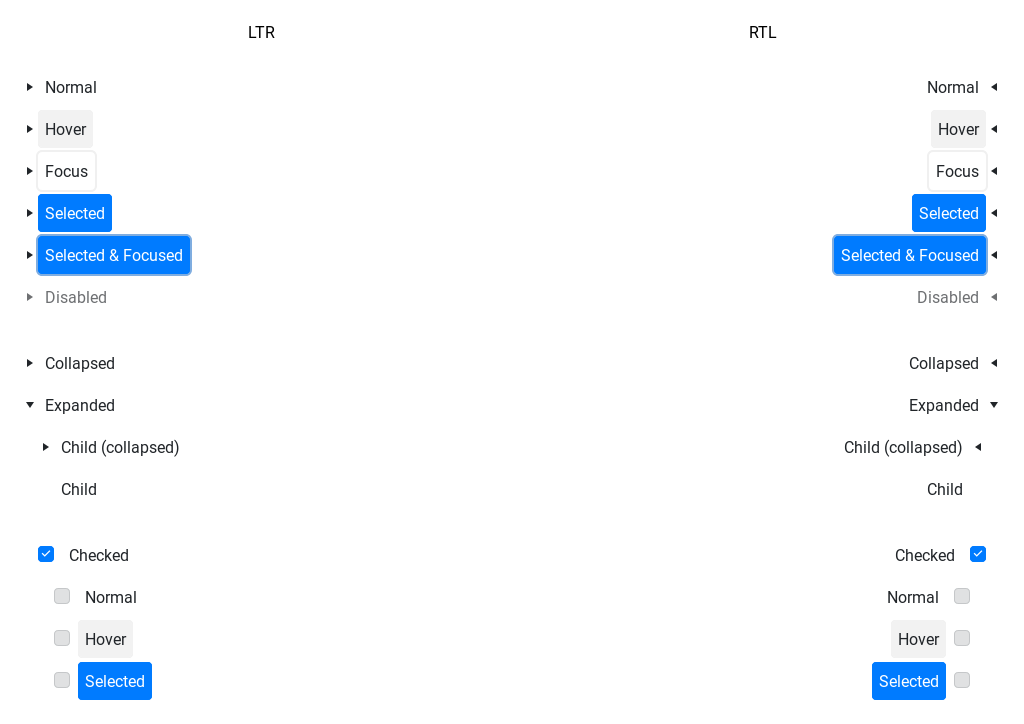 LTR RTL
Normal Normal
Hover Hover
Focus Focus
Selected Selected
Selected & Focused Selected & Focused
Disabled Disabled
Collapsed Collapsed
Expanded Expanded
Child (collapsed) Child (collapsed)
Child Child
Checked Checked
Normal Normal
Hover Hover
Selected Selected